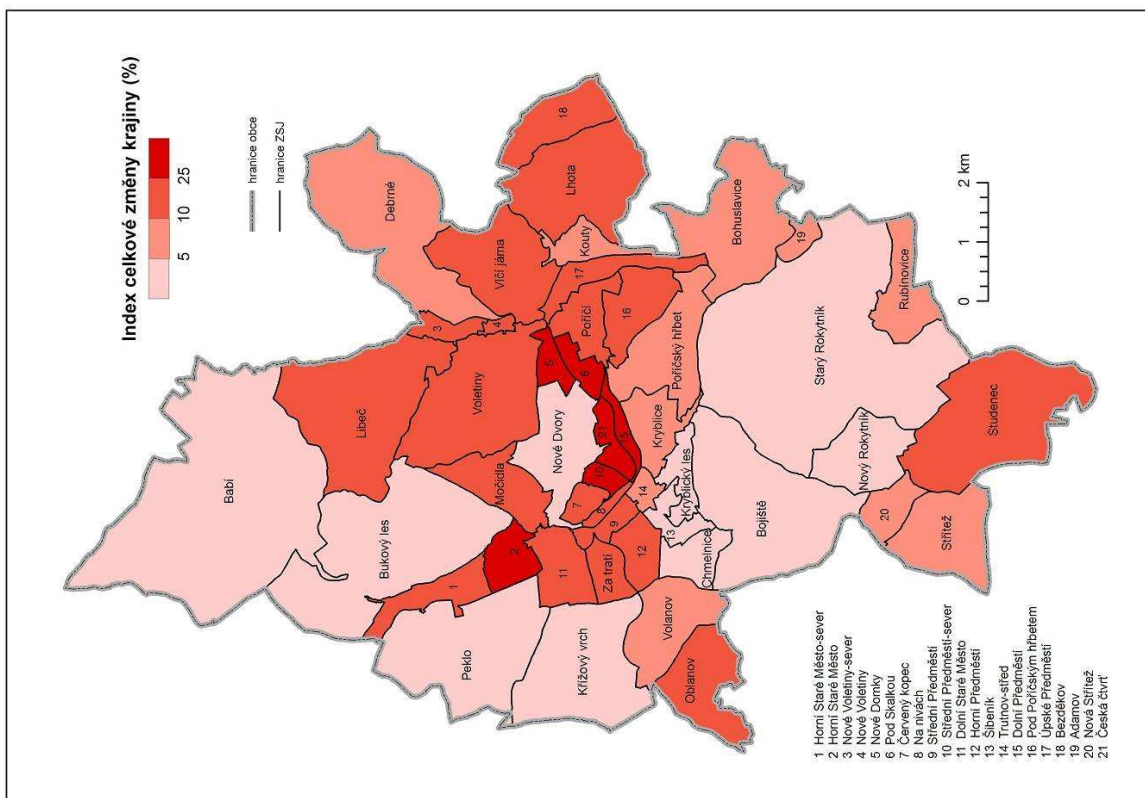 Index celkové změny krajiny (%)
5
10
25
hranice obce
hranice ZSJ
Babí
Debrné
Libeč
Bukový les
3
4
Vlčí jáma
18
Lhota
Voletiny
Močidla
1
2
Peklo
Nové Dvory
5
6
Kouty
17
Poříčí
16
21
15
10
7
8
9
11
Za tratí
12
14
13
Kryblice
Kryblický les
Poříčský hřbet
Bohuslavice
19
Křížový vrch
Volanov
Oblanov
Chmelnice
Bojiště
Starý Rokytník
Rubínovice
Nový Rokytník
Studenec
20
Střítež
0 1 2 km
1 Horní Staré Město-sever
2 Horní Staré Město
3 Nové Voletiny-sever
4 Nové Voletiny
5 Nové Domky
6 Pod Skalkou
7 Červený kopec
8 Na nivách
9 Střední Předměstí
10 Střední Předměstí-sever
11 Dolní Staré Město
12 Horní Předměstí
13 Šibeník
14 Trutnov-střed
15 Dolní Předměstí
16 Pod Poříčským hřbetem
17 Úpské Předměstí
18 Bezděkov
19 Adamov
20 Nová Střítež
21 Česká čtvrť